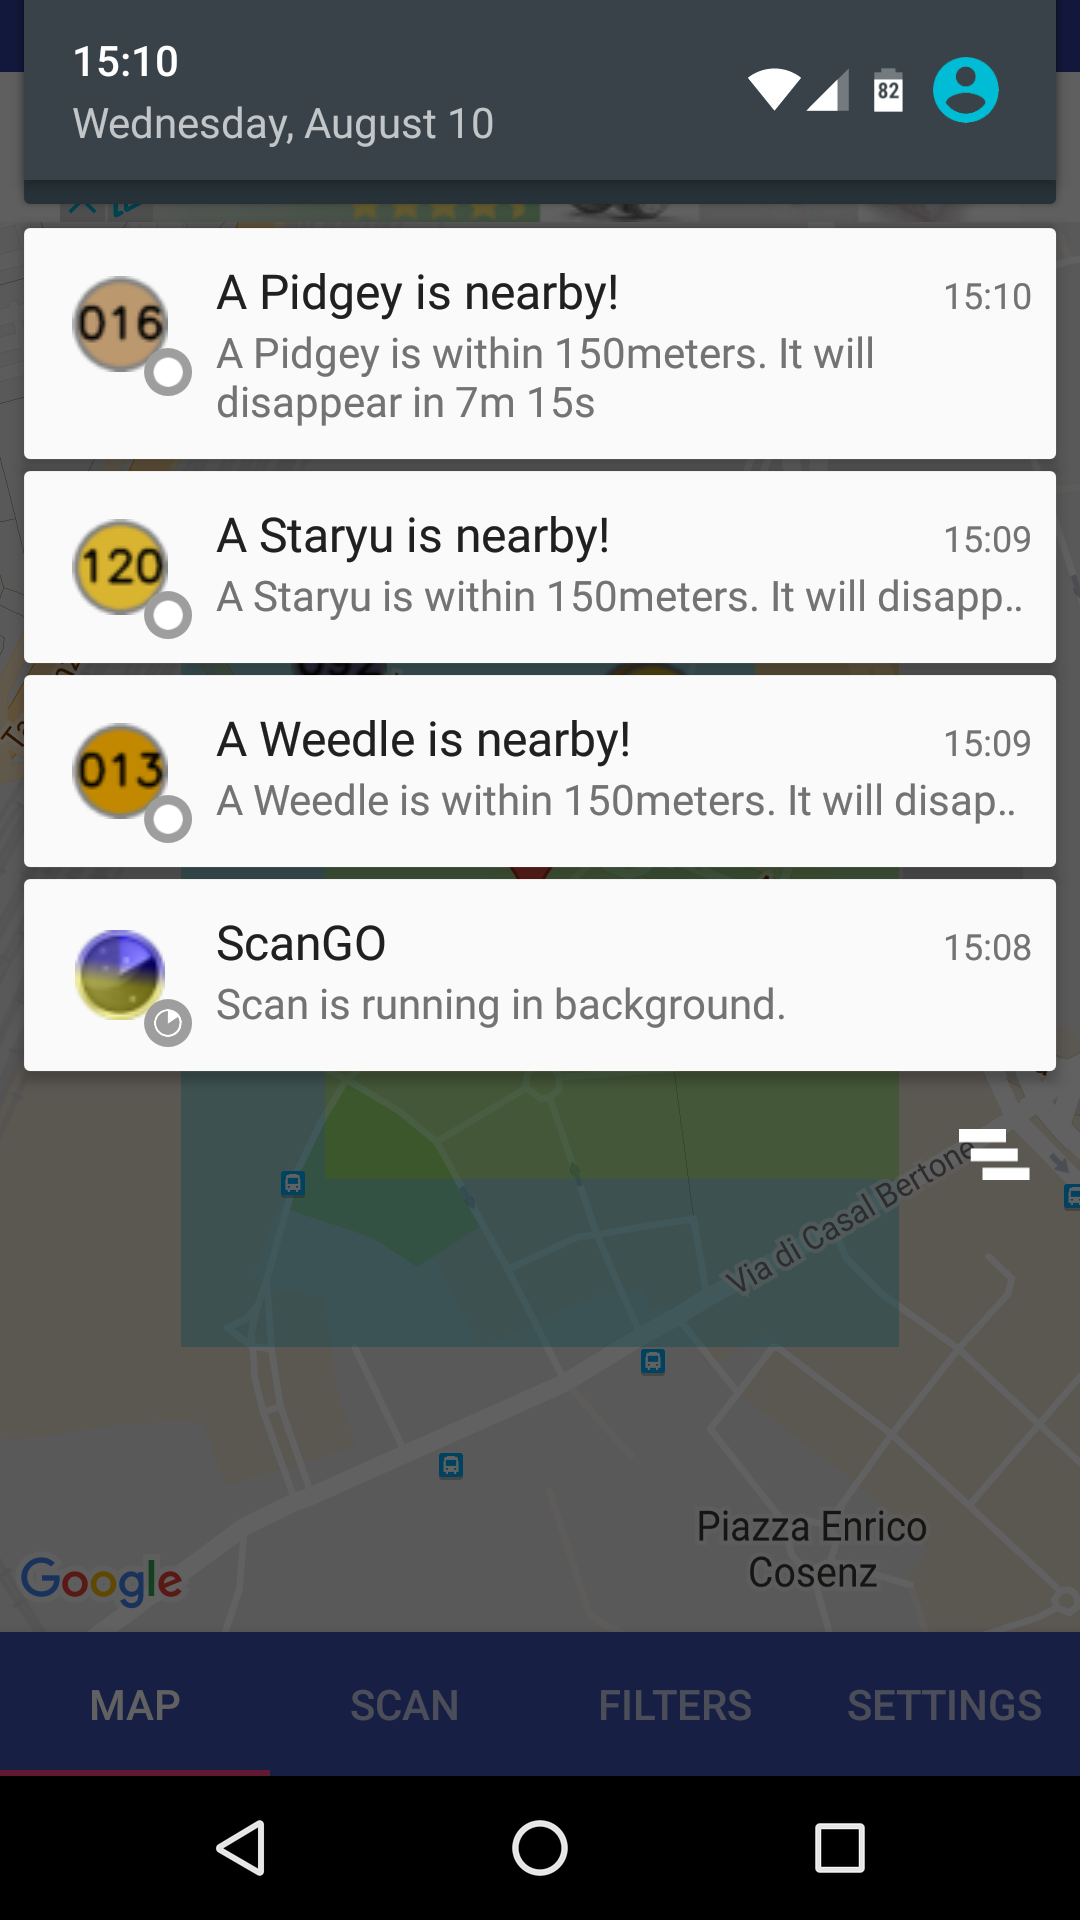 15:10
82
Wednesday, August 10
016
A Pidgey is nearby!
15:10
A Pidgey is within 150meters. It will
disappear in 7m 15s
120
A Staryu is nearby!
15:09
A Staryu is within 150meters. It will disapp..
013
A Weedle is nearby!
15:09
A Weedle is within 150meters. It will disap..
ScanGO
15:08
Scan is running in background.
Via di Casal Bertone
Piazza Enrico
Cosenz
Google
MAP
SCAN
FILTERS
SETTINGS